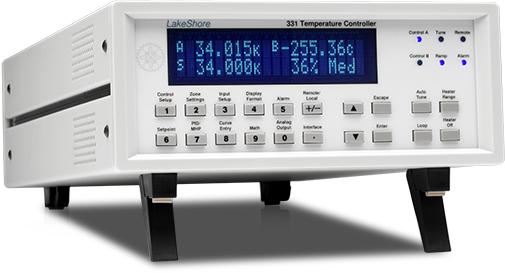 LakeShore 331 Temperature Controller
Control A Tune Remote
Control B Ramp Alarm
A 34.015K B-255.36C
S 34.000K 36% Med
Control Setup
Zone Settings
Input Setup
Display Format
Alarm
Remote/ Local
Escape
Auto Tune
Heater Range
1 2 3 4 5 +/−
Setpoint
PID/ MHP
Curve Entry
Math
Analog Output
Interface
Enter
Loop
Heater Off
6 7 8 9 0 .